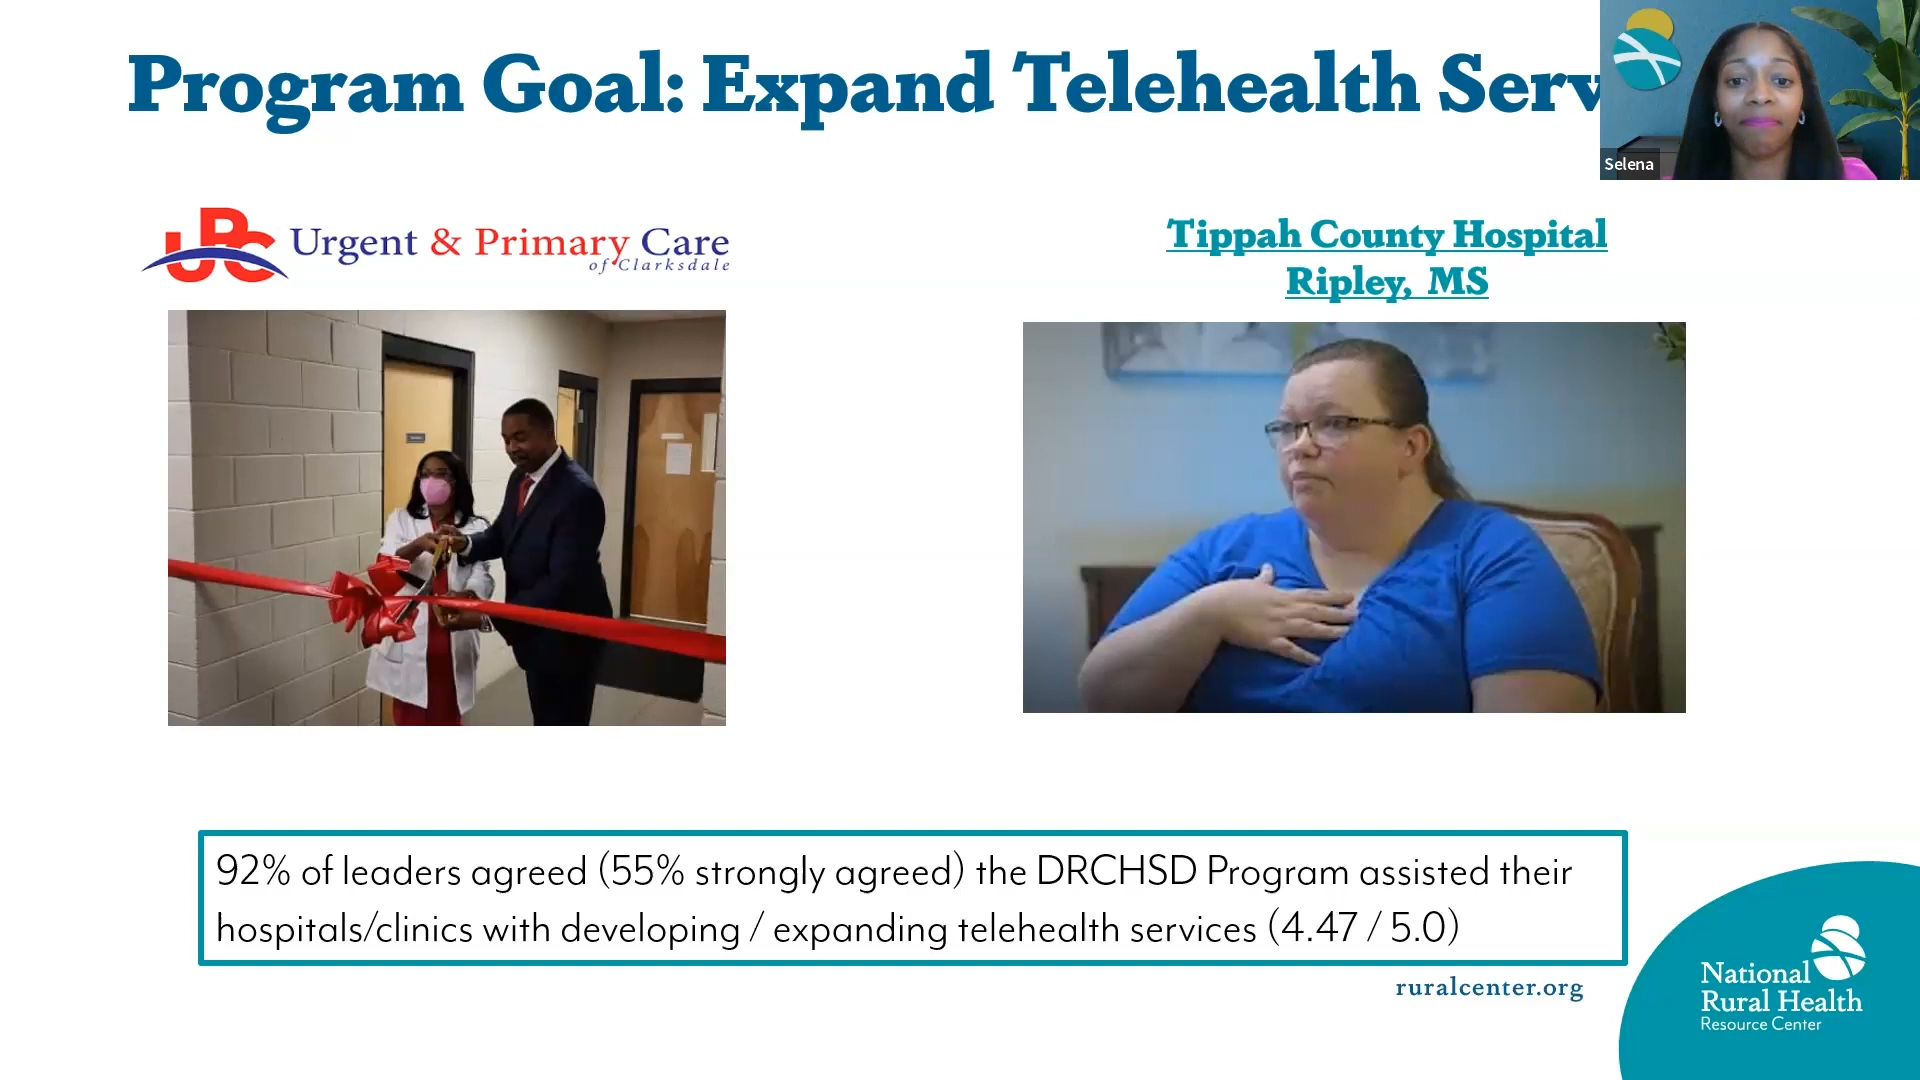 Program Goal: Expand Telehealth Serv
Selena
UPC Urgent & Primary Care
of Clarksdale
Tippah County Hospital
Ripley, MS
92% of leaders agreed (55% strongly agreed) the DRCHSD Program assisted their
hospitals/clinics with developing / expanding telehealth services (4.47 / 5.0)
ruralcenter.org
National
Rural Health
Resource Center